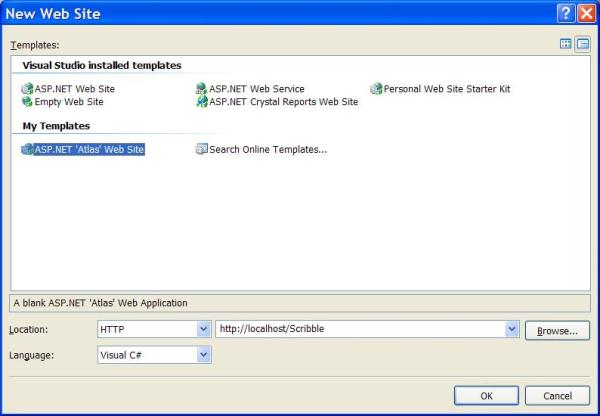 New Web Site
Templates:
Visual Studio installed templates
ASP.NET Web Site ASP.NET Web Service Personal Web Site Starter Kit
Empty Web Site ASP.NET Crystal Reports Web Site
My Templates
ASP.NET 'Atlas' Web Site Search Online Templates...
A blank ASP.NET 'Atlas' Web Application
Location: HTTP http://localhost/Scribble Browse...
Language: Visual C#
OK Cancel